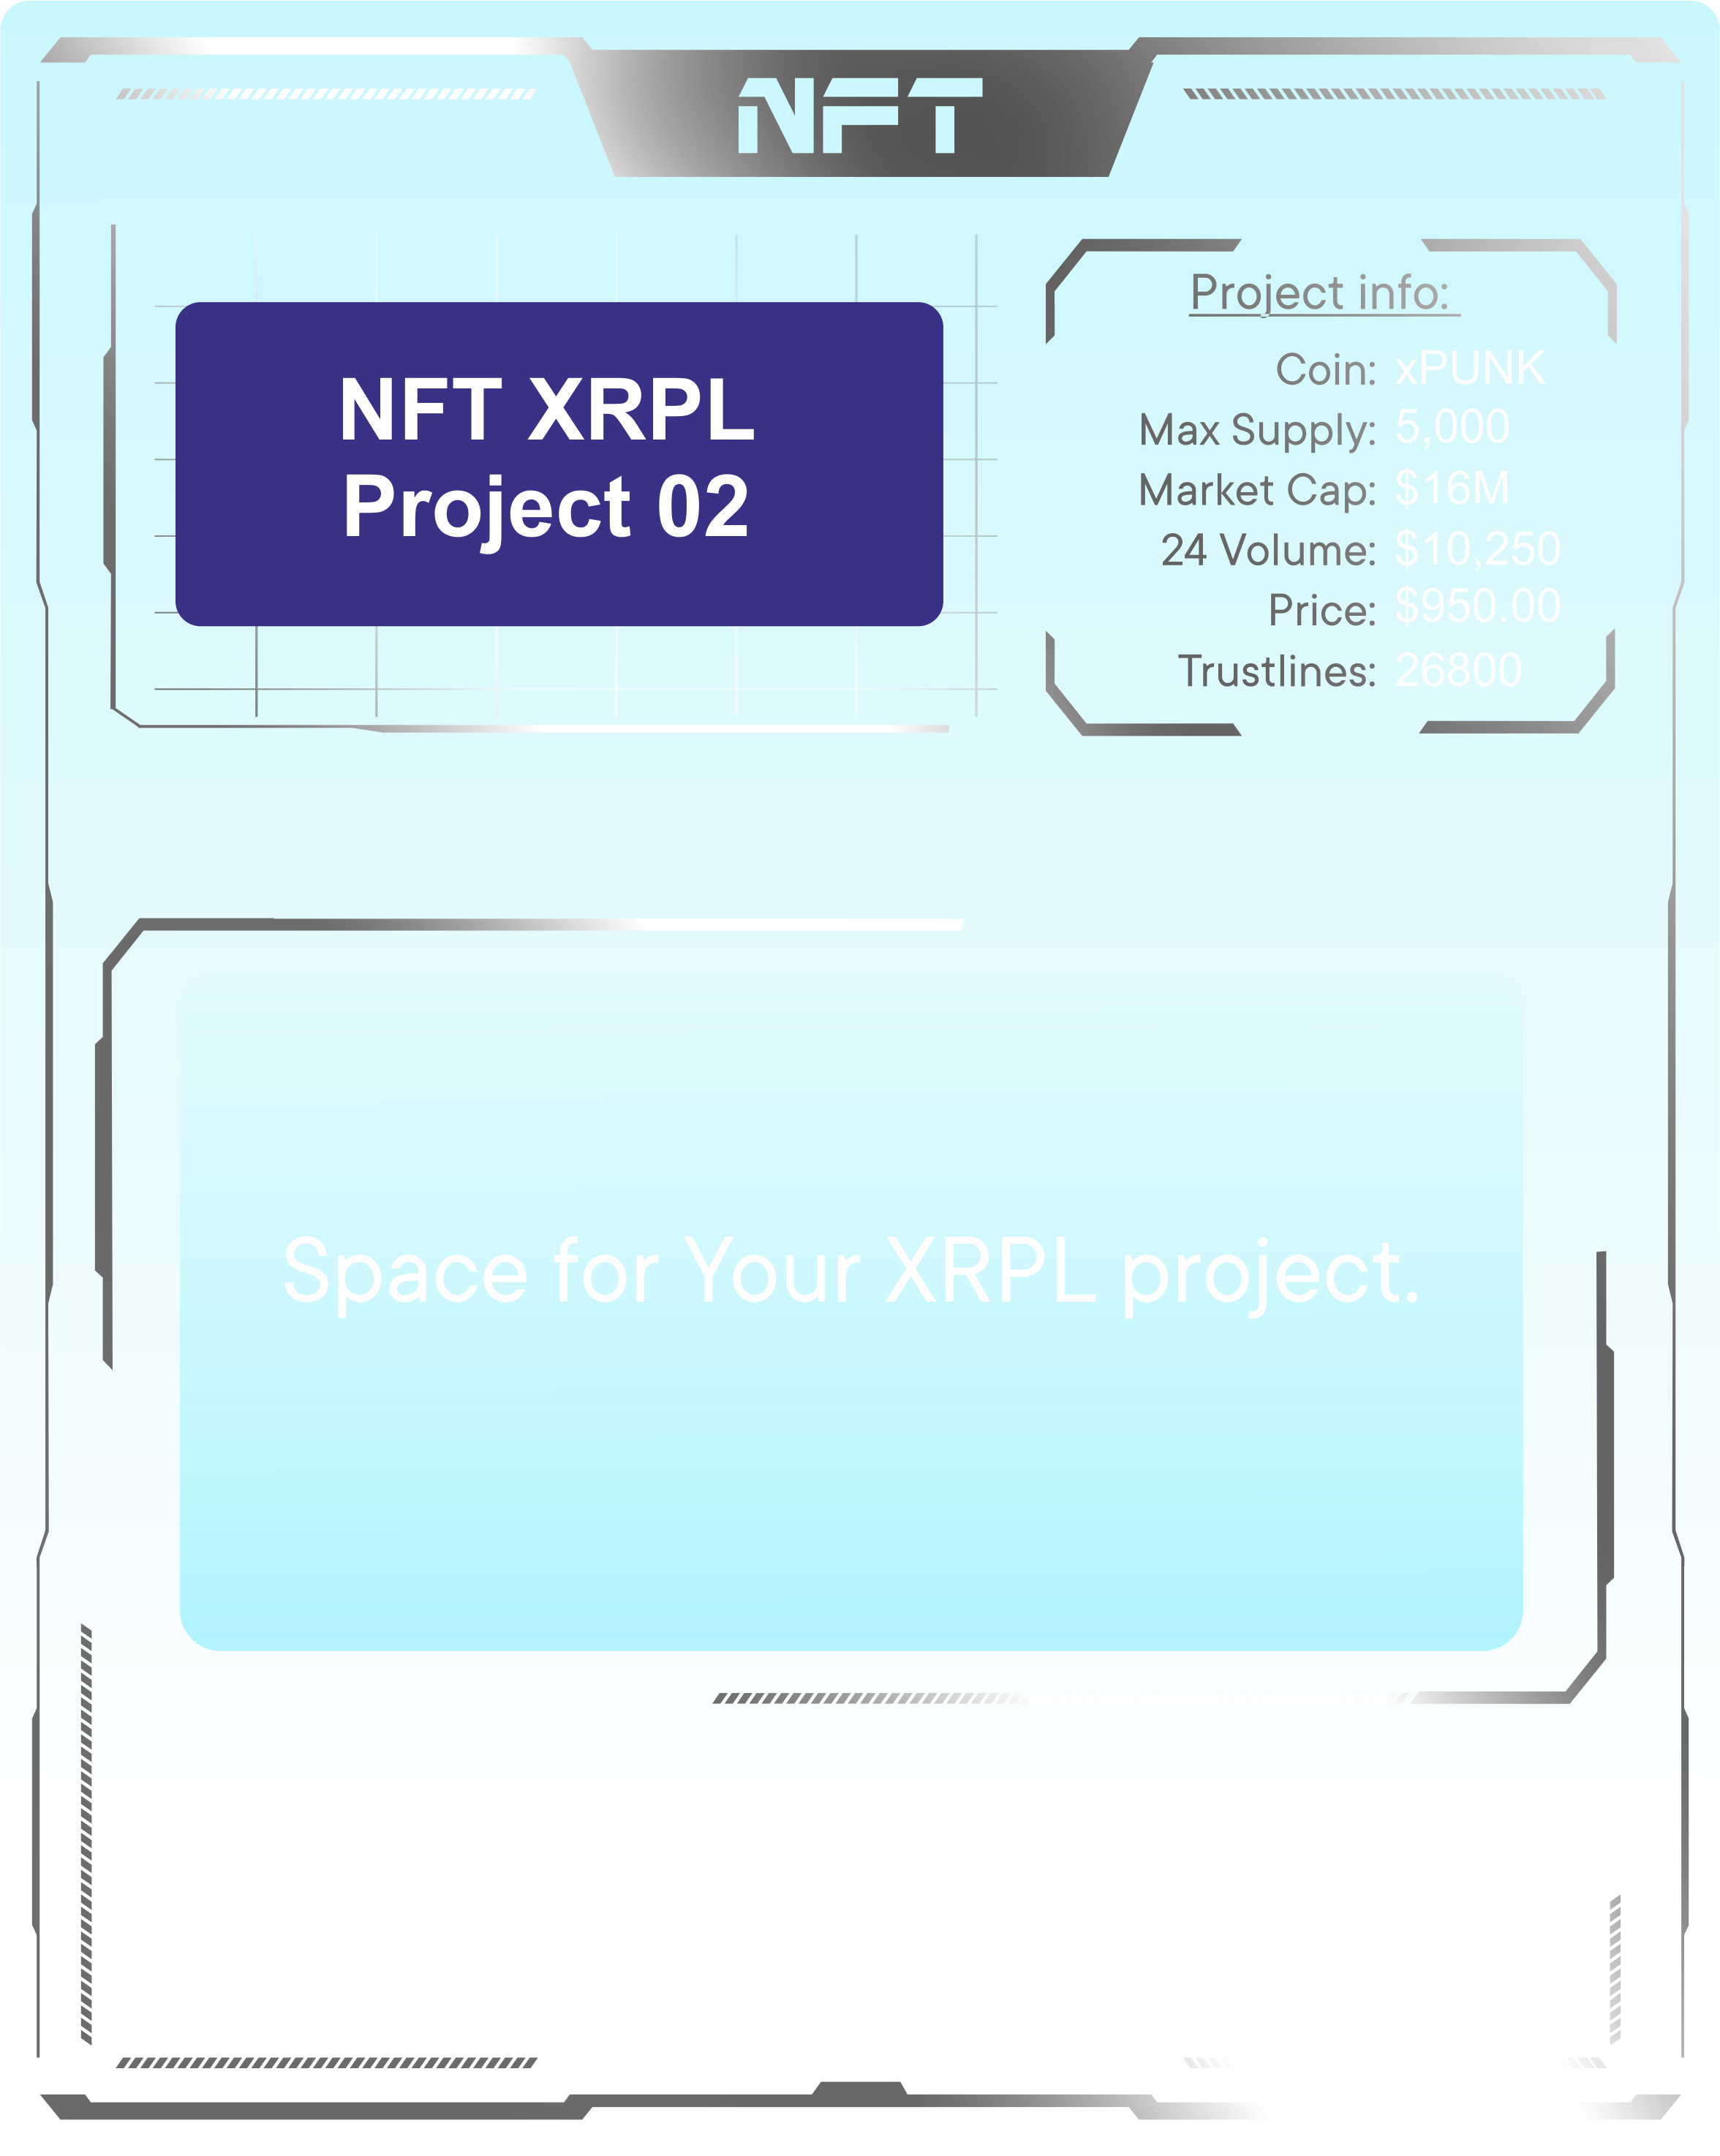 NFT
NFT XRPL
Project 02
Project info:
Coin: xPUNK
Max Supply: 5,000
Market Cap: $16M
24 Volume: $10,250
Price: $950.00
Trustlines: 26800
Space for Your XRPL project.